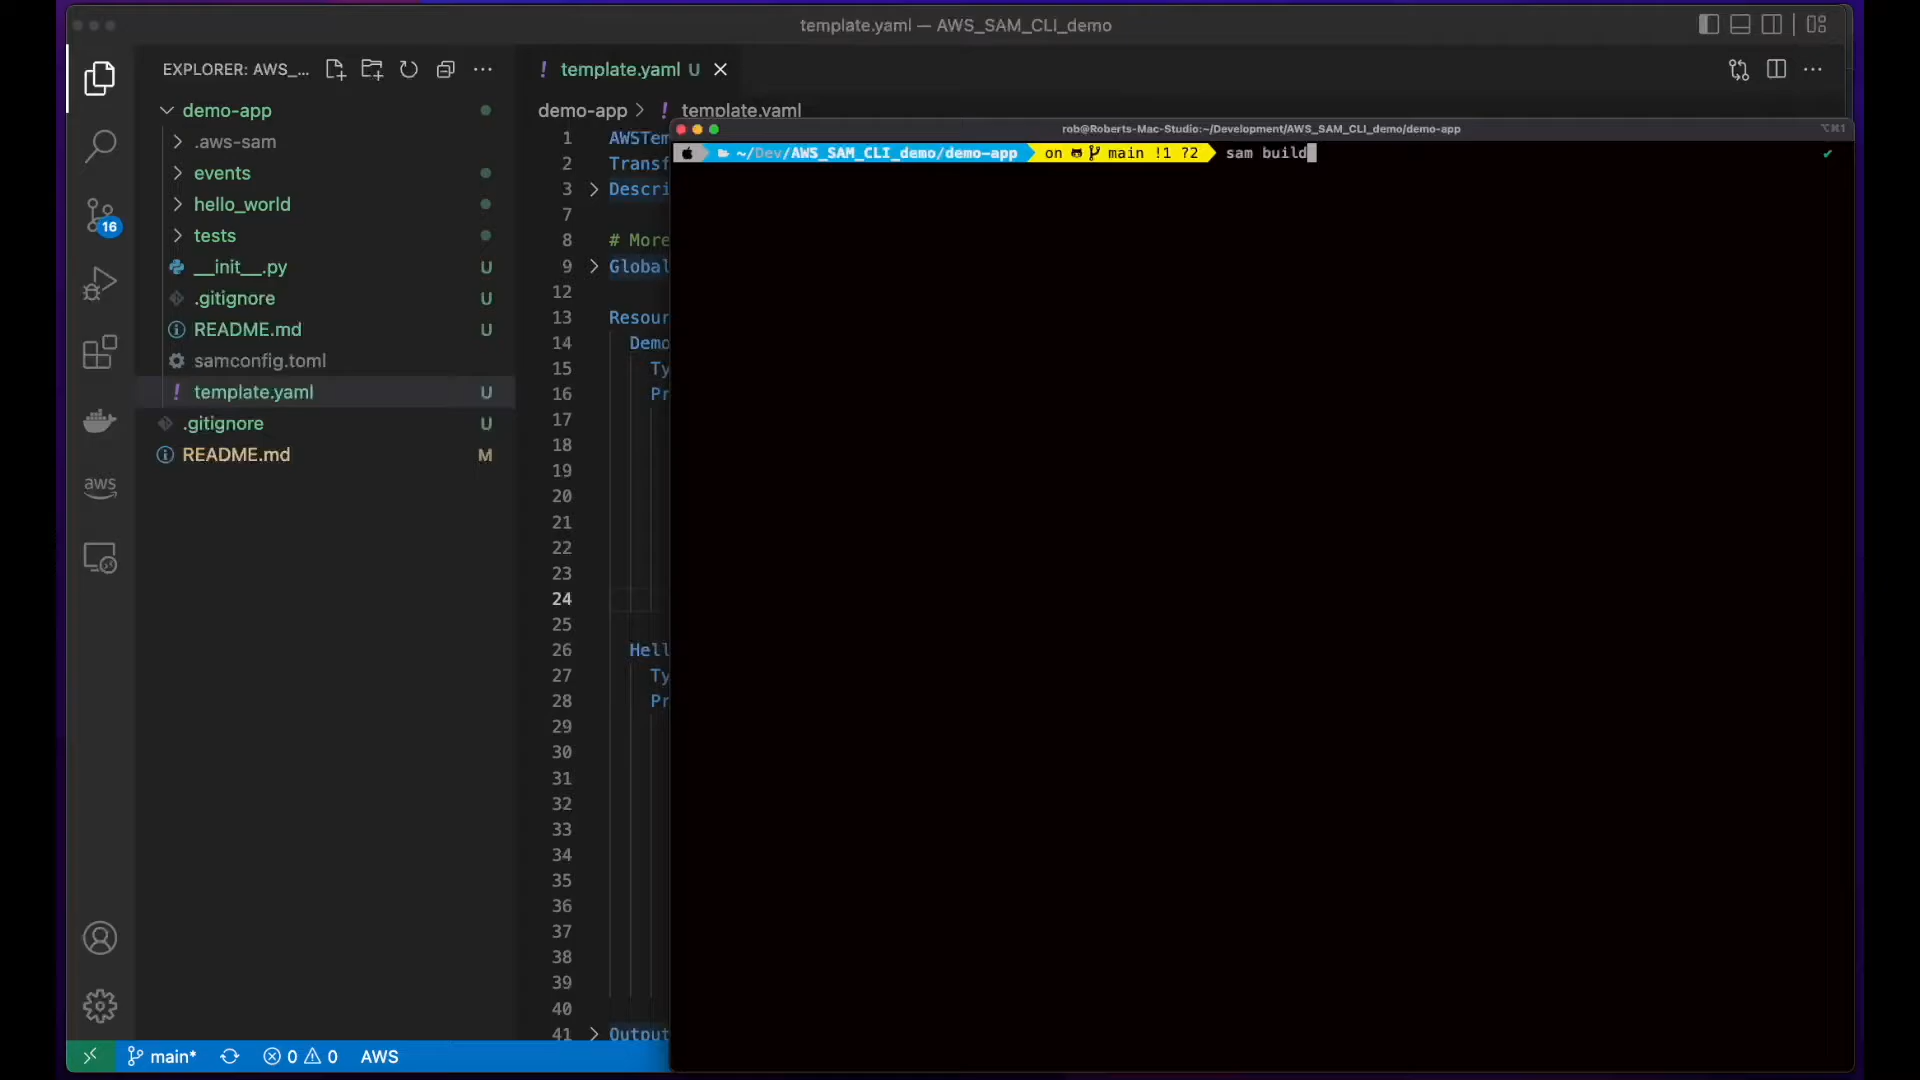 template.yaml — AWS_SAM_CLI_demo
EXPLORER: AWS_...
template.yaml U
demo-app
demo-app > template.yaml
.aws-sam
events
hello_world
tests
__init__.py U
.gitignore U
README.md U
samconfig.toml
template.yaml U
.gitignore U
README.md M
16
aws
1 AWSTem
2 Transf
3 Descri
7
8 # More
9 Global
12
13 Resour
14 Demo
15 Ty
16 Pr
17
18
19
20
21
22
23
24
25
26 Hell
27 Ty
28 Pr
29
30
31
32
33
34
35
36
37
38
39
40
41 Output
rob@Roberts-Mac-Studio:~/Development/AWS_SAM_CLI_demo/demo-app
⌥⌘1
~/Dev/AWS_SAM_CLI_demo/demo-app on main !1 ?2 sam build ✔
main* 0 0 AWS